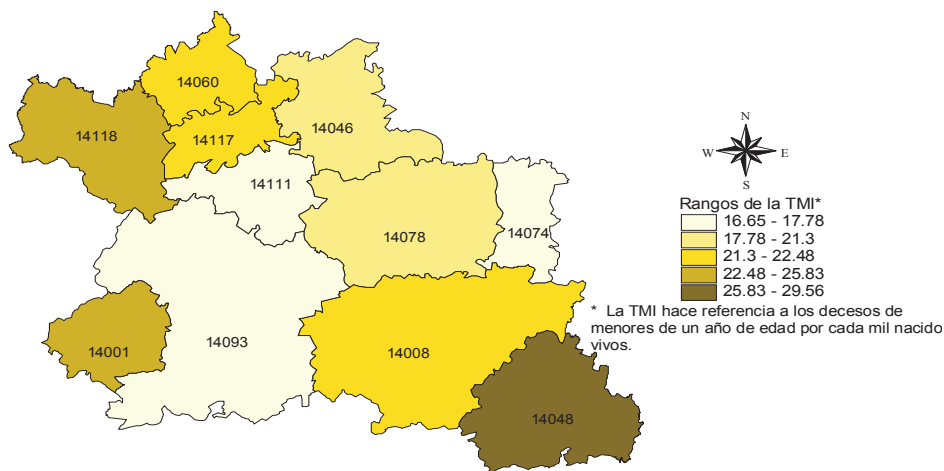 14060
14118
14117
14046
14111
14078
14074
14001
14093
14008
14048
N
W
E
S
Rangos de la TMI*
16.65 - 17.78
17.78 - 21.3
21.3 - 22.48
22.48 - 25.83
25.83 - 29.56
* La TMI hace referencia a los decesos de
menores de un año de edad por cada mil nacido
vivos.